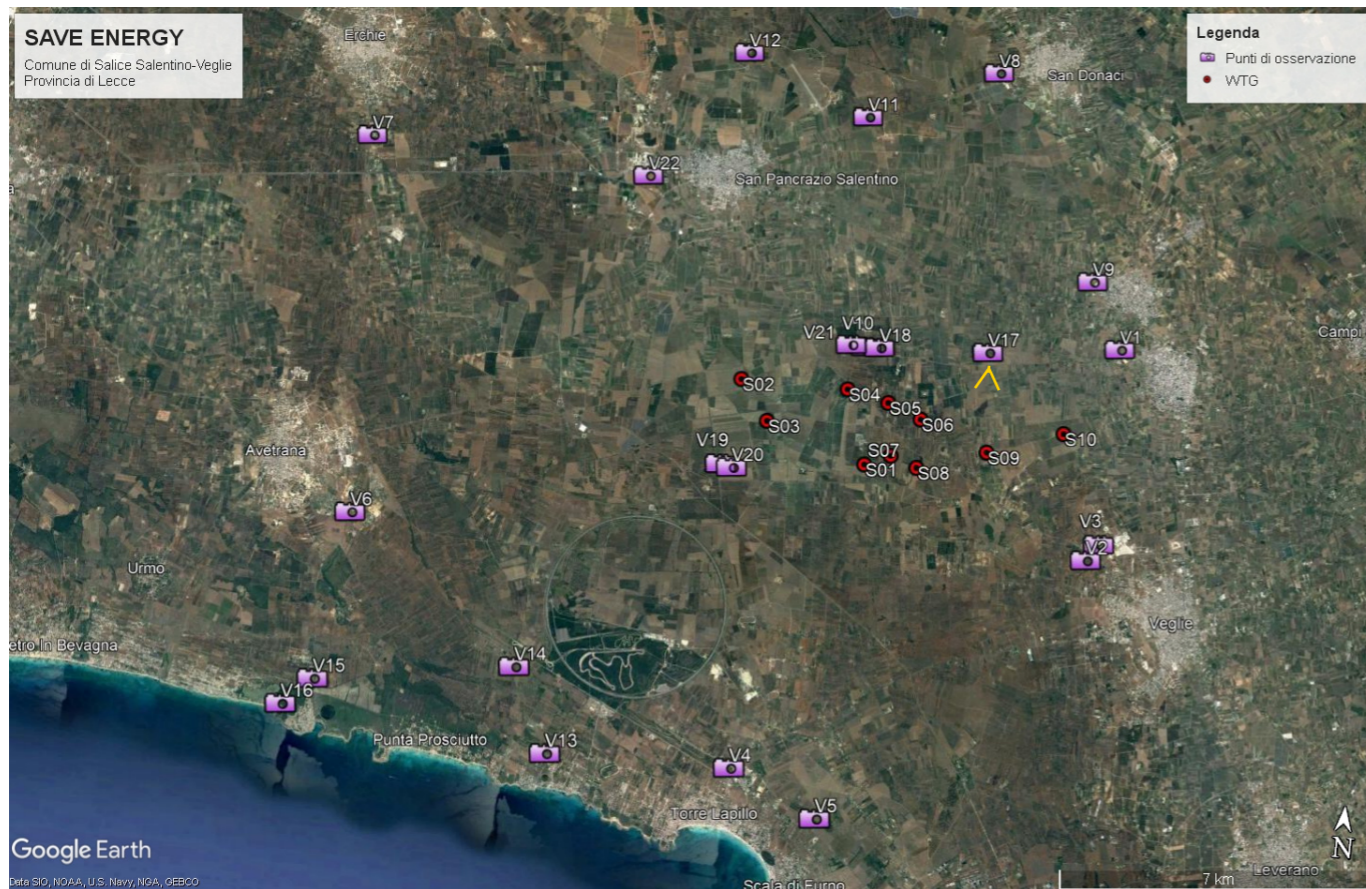 SAVE ENERGY
Comune di Salice Salentino-Veglie
Provincia di Lecce
Legenda
Punti di osservazione
WTG
Erchie
V12
V8
San Donaci
V11
V7
V22
San Pancrazio Salentino
a
V9
Campi
V10
V21
V18
V17
V1
S02
S04
S05
S03
S06
S10
V19
V20
S07
S01
S09
S08
Avetrana
V6
V3
V2
Urmo
Veglie
etro In Bevagna
V14
V15
V16
Punta Prosciutto
V13
V4
Torre Lapillo
V5
Google Earth
N
Data SIO, NOAA, U.S. Navy, NGA, GEBCO
Scala di Furno
7 km
Leverano